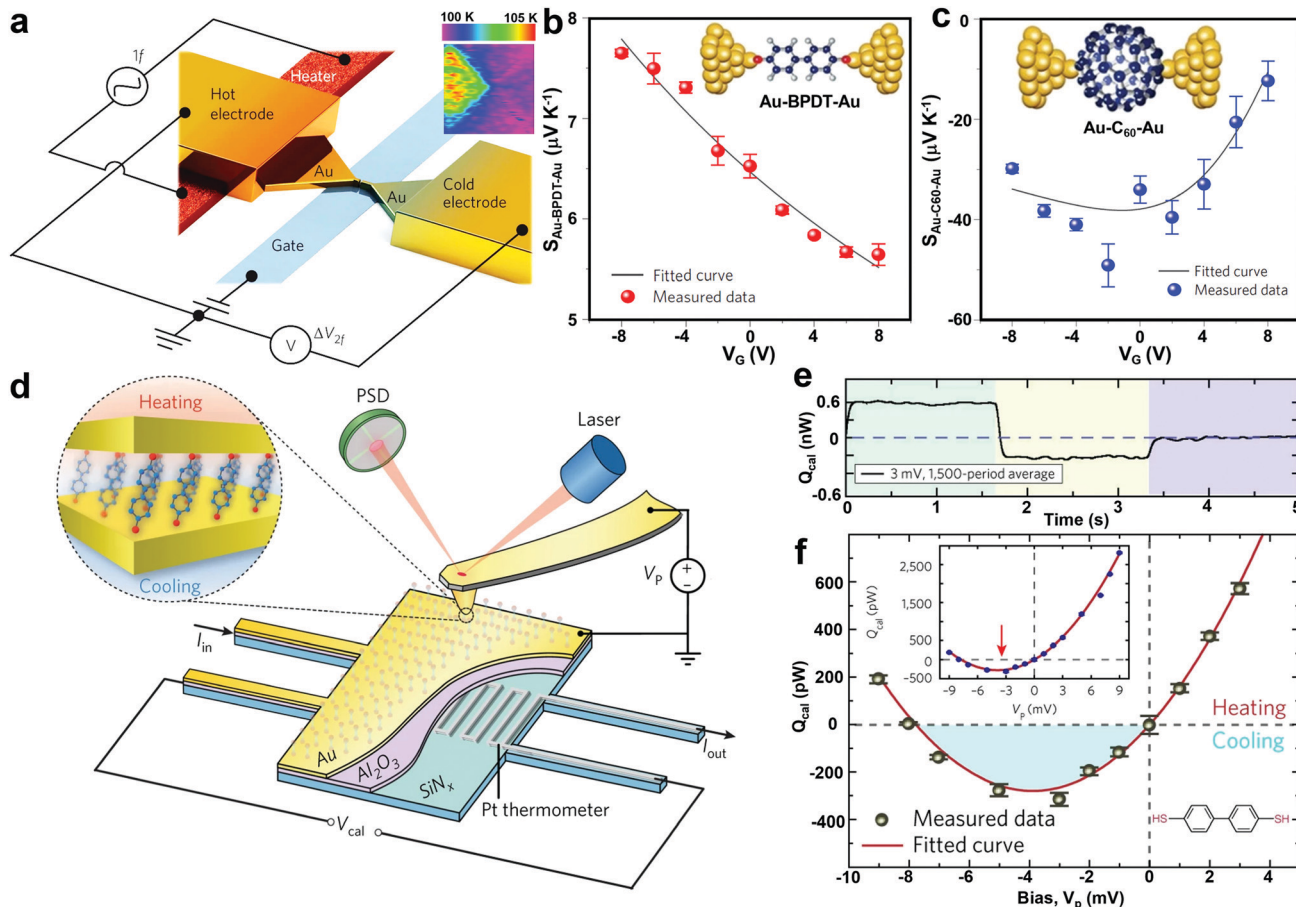 a
1f
Heater
Hot
electrode
Au
Au
Cold
electrode
Gate
V
ΔV2f
100 K
105 K
b
8
7
6
5
SAu-BPDT-Au (μV K-1)
Au-BPDT-Au
Fitted curve
Measured data
-8
-4
0
4
8
VG (V)
c
0
-20
-40
-60
SAu-C60-Au (μV K-1)
Au-C60-Au
Fitted curve
Measured data
-8
-4
0
4
8
VG (V)
d
Heating
Cooling
PSD
Laser
VP
+
−
Iin
Au
Al2O3
SiNx
Pt thermometer
Iout
Vcal
e
0.6
0
-0.6
Qcal
(nW)
3 mV, 1,500-period average
0
1
2
3
4
5
Time (s)
f
600
400
200
0
-200
-400
Qcal (pW)
2,500
1,500
500
0
-500
Qcal (pW)
-9
-6
-3
0
3
6
9
Vp (mV)
Heating
Cooling
HS
SH
Measured data
Fitted curve
-10
-8
-6
-4
-2
0
2
4
Bias, Vp (mV)